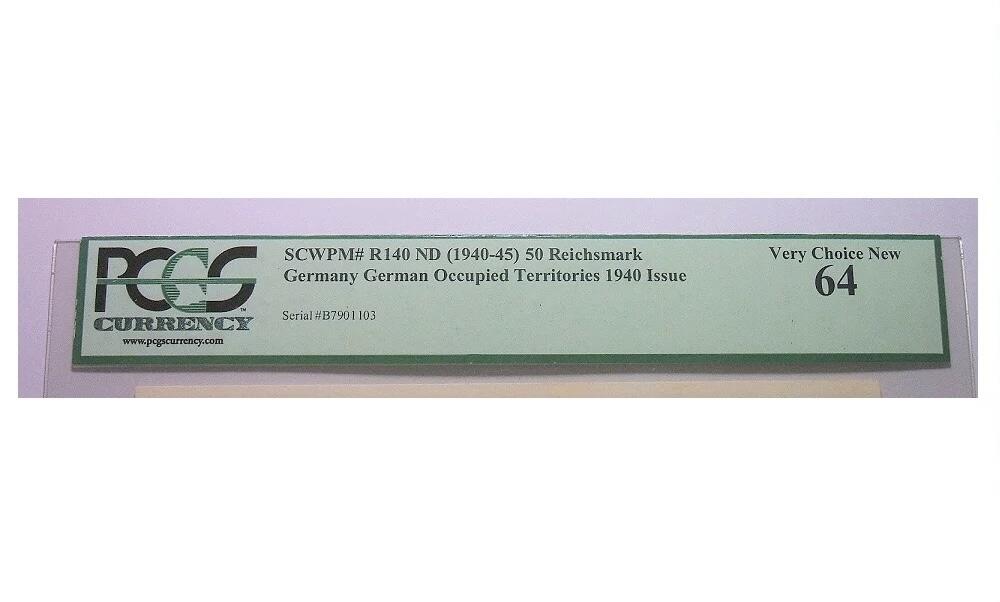 PCGS
CURRENCY
www.pcgscurrency.com
SCWPM# R140 ND (1940-45) 50 Reichsmark
Germany German Occupied Territories 1940 Issue
Serial #B7901103
Very Choice New
64